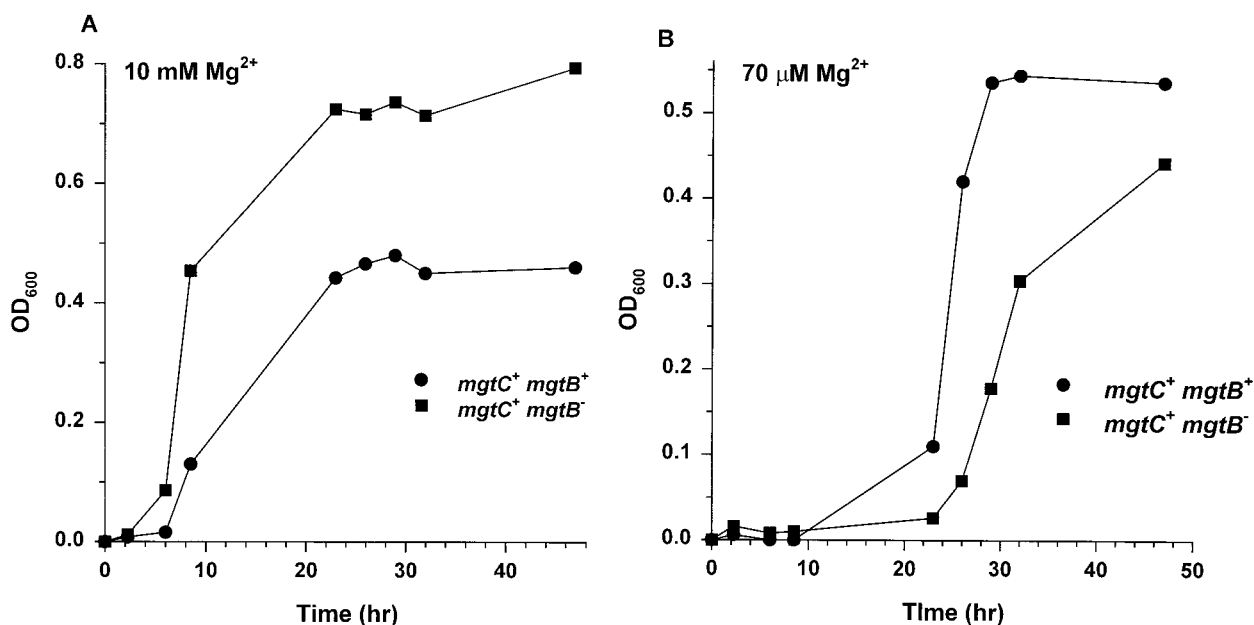 A
10 mM Mg²⁺
0.8
0.6
0.4
0.2
0.0
OD₆₀₀
mgtC⁺ mgtB⁺
mgtC⁺ mgtB⁻
0
10
20
30
40
Time (hr)
B
70 μM Mg²⁺
0.5
0.4
0.3
0.2
0.1
0.0
OD₆₀₀
mgtC⁺ mgtB⁺
mgtC⁺ mgtB⁻
0
10
20
30
40
50
TIme (hr)